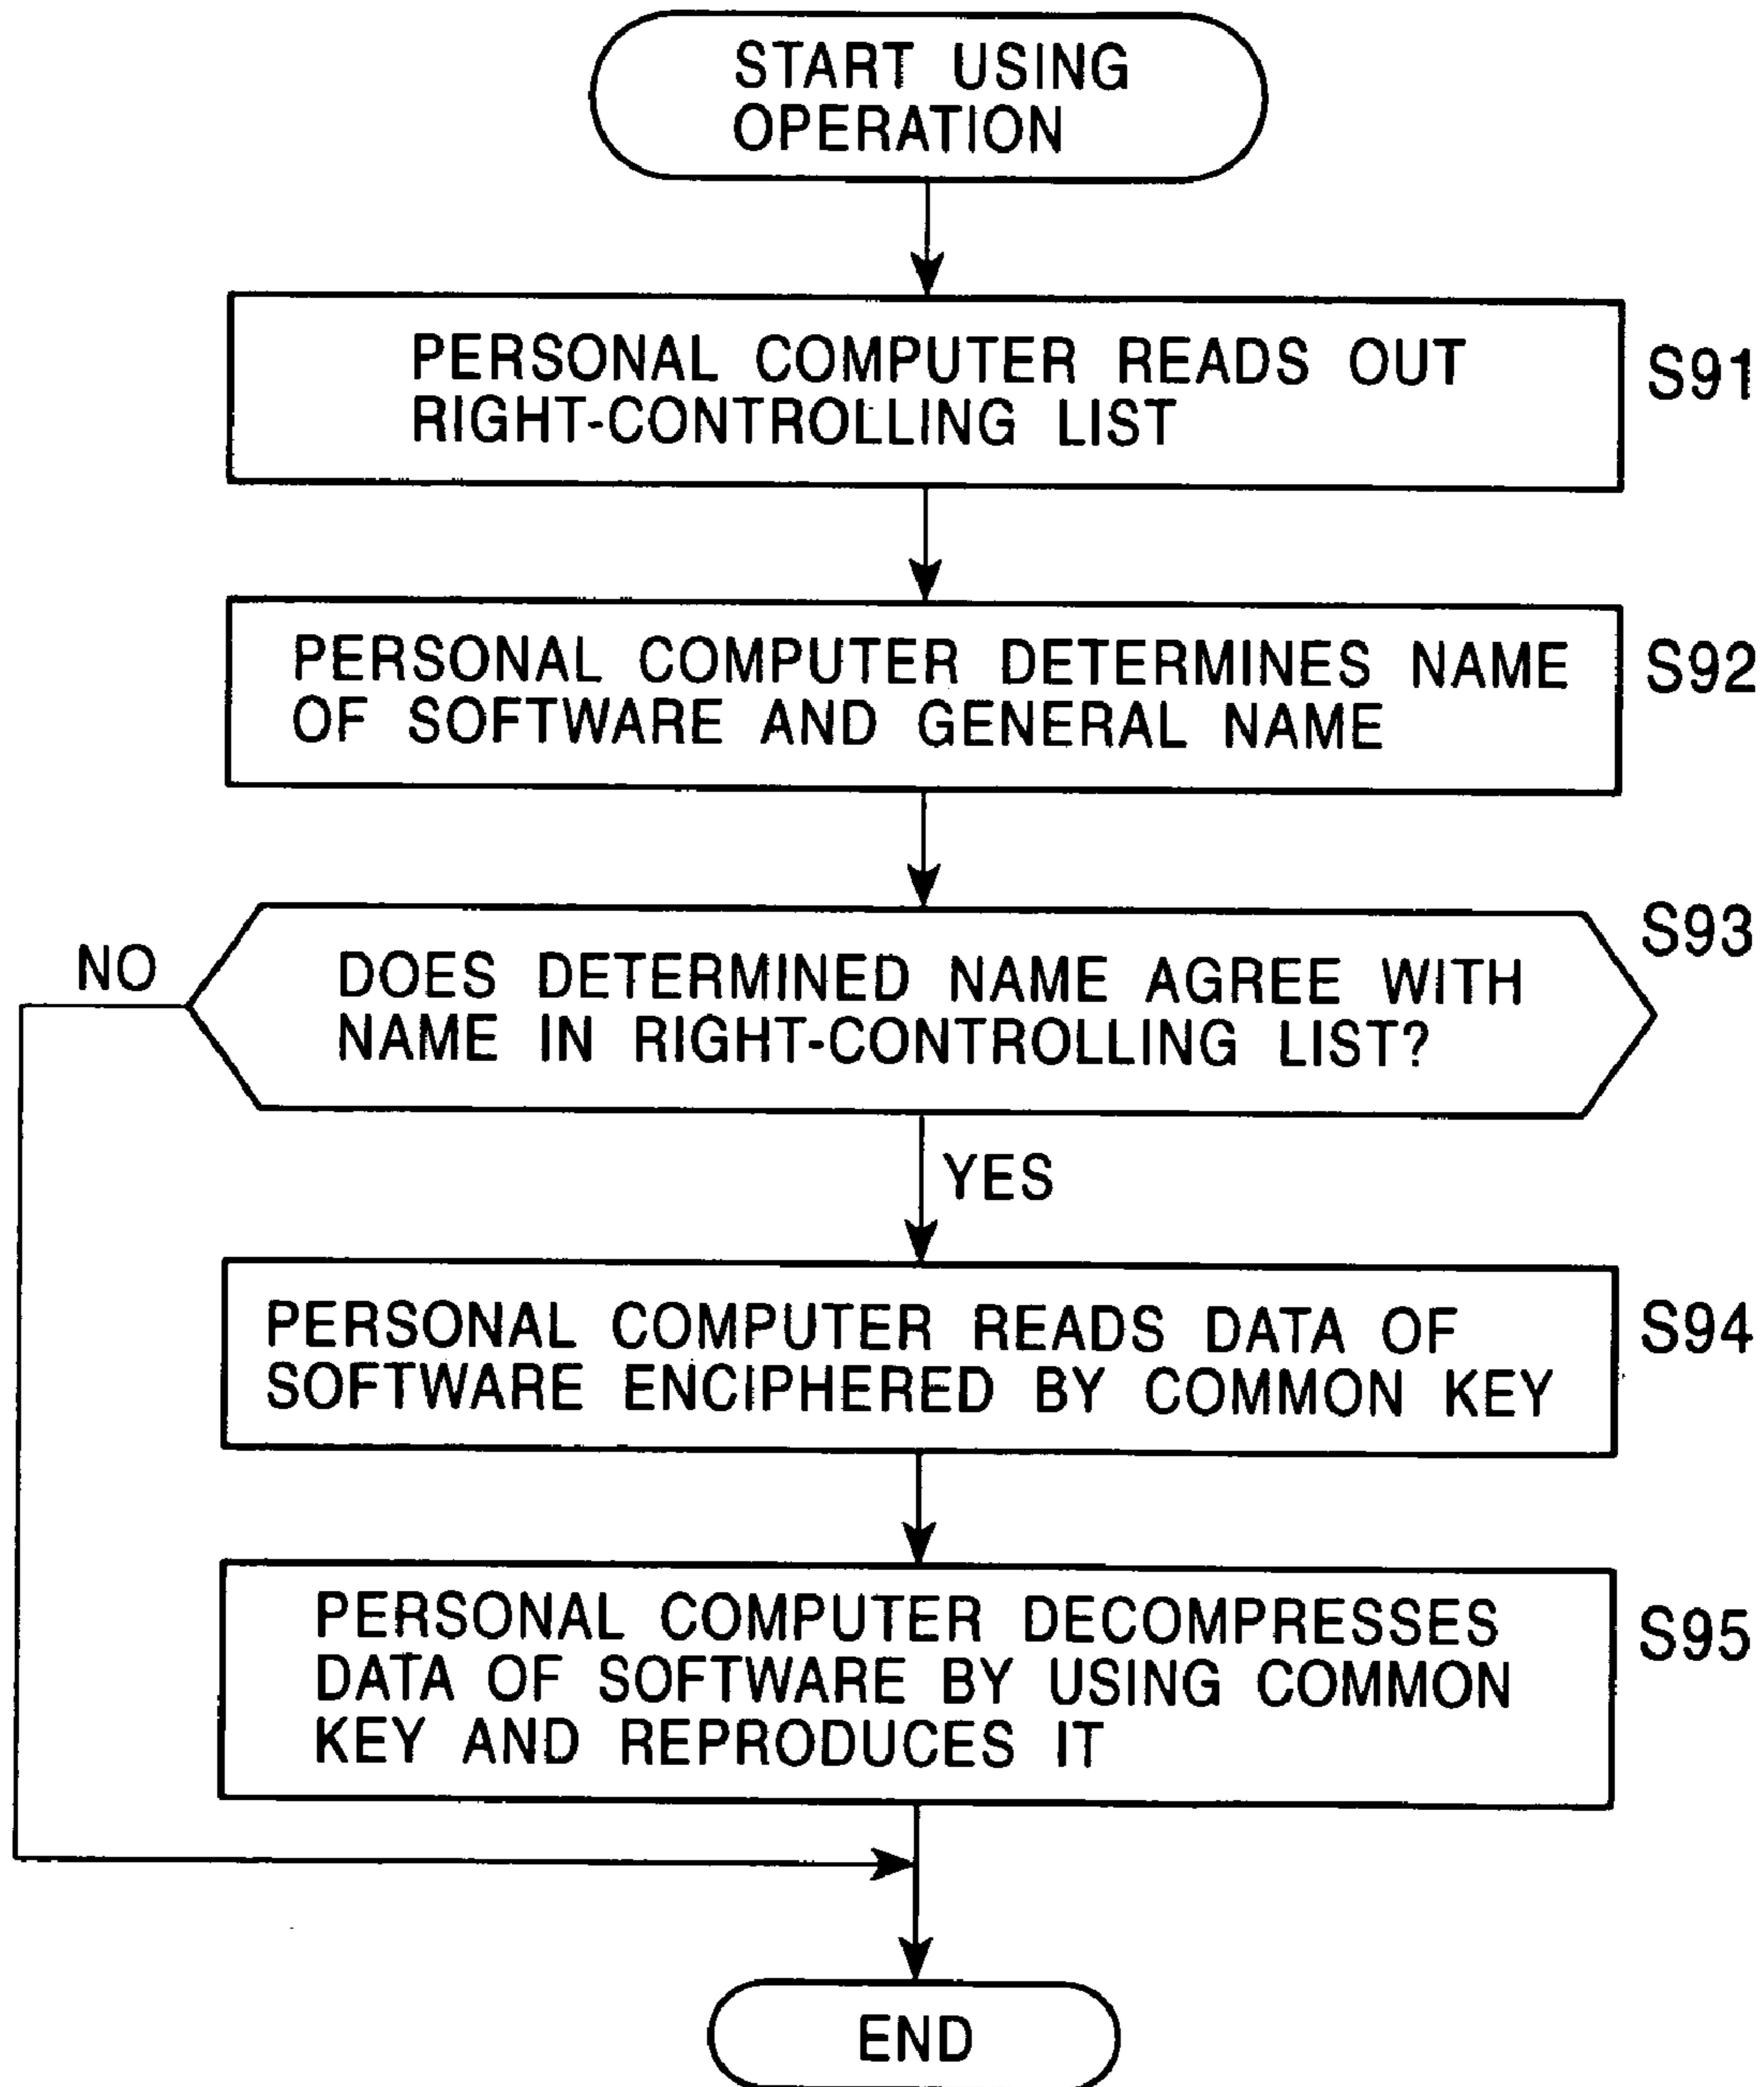 START USING
OPERATION
PERSONAL COMPUTER READS OUT
RIGHT-CONTROLLING LIST
S91
PERSONAL COMPUTER DETERMINES NAME
OF SOFTWARE AND GENERAL NAME
S92
S93
NO
DOES DETERMINED NAME AGREE WITH
NAME IN RIGHT-CONTROLLING LIST?
YES
PERSONAL COMPUTER READS DATA OF
SOFTWARE ENCIPHERED BY COMMON KEY
S94
PERSONAL COMPUTER DECOMPRESSES
DATA OF SOFTWARE BY USING COMMON
KEY AND REPRODUCES IT
S95
END